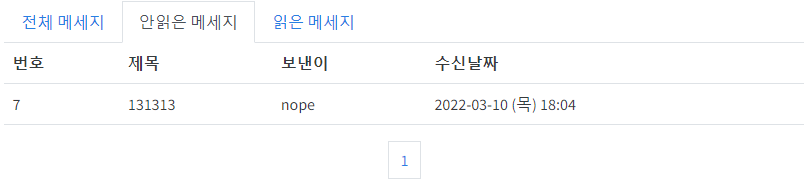 전체 메세지 안읽은 메세지 읽은 메세지
번호 제목 보낸이 수신날짜
7 131313 nope 2022-03-10 (목) 18:04
1